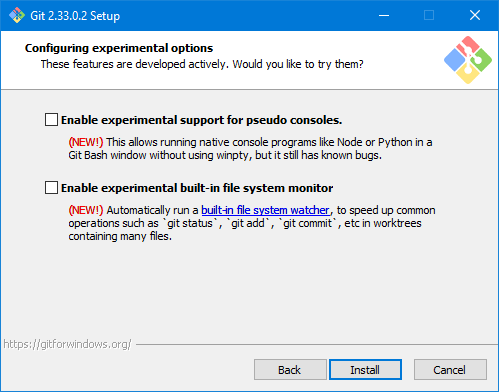 Git 2.33.0.2 Setup
Configuring experimental options
These features are developed actively. Would you like to try them?
Enable experimental support for pseudo consoles.
(NEW!) This allows running native console programs like Node or Python in a
Git Bash window without using winpty, but it still has known bugs.
Enable experimental built-in file system monitor
(NEW!) Automatically run a built-in file system watcher, to speed up common
operations such as `git status`, `git add`, `git commit`, etc in worktrees
containing many files.
https://gitforwindows.org/
Back
Install
Cancel